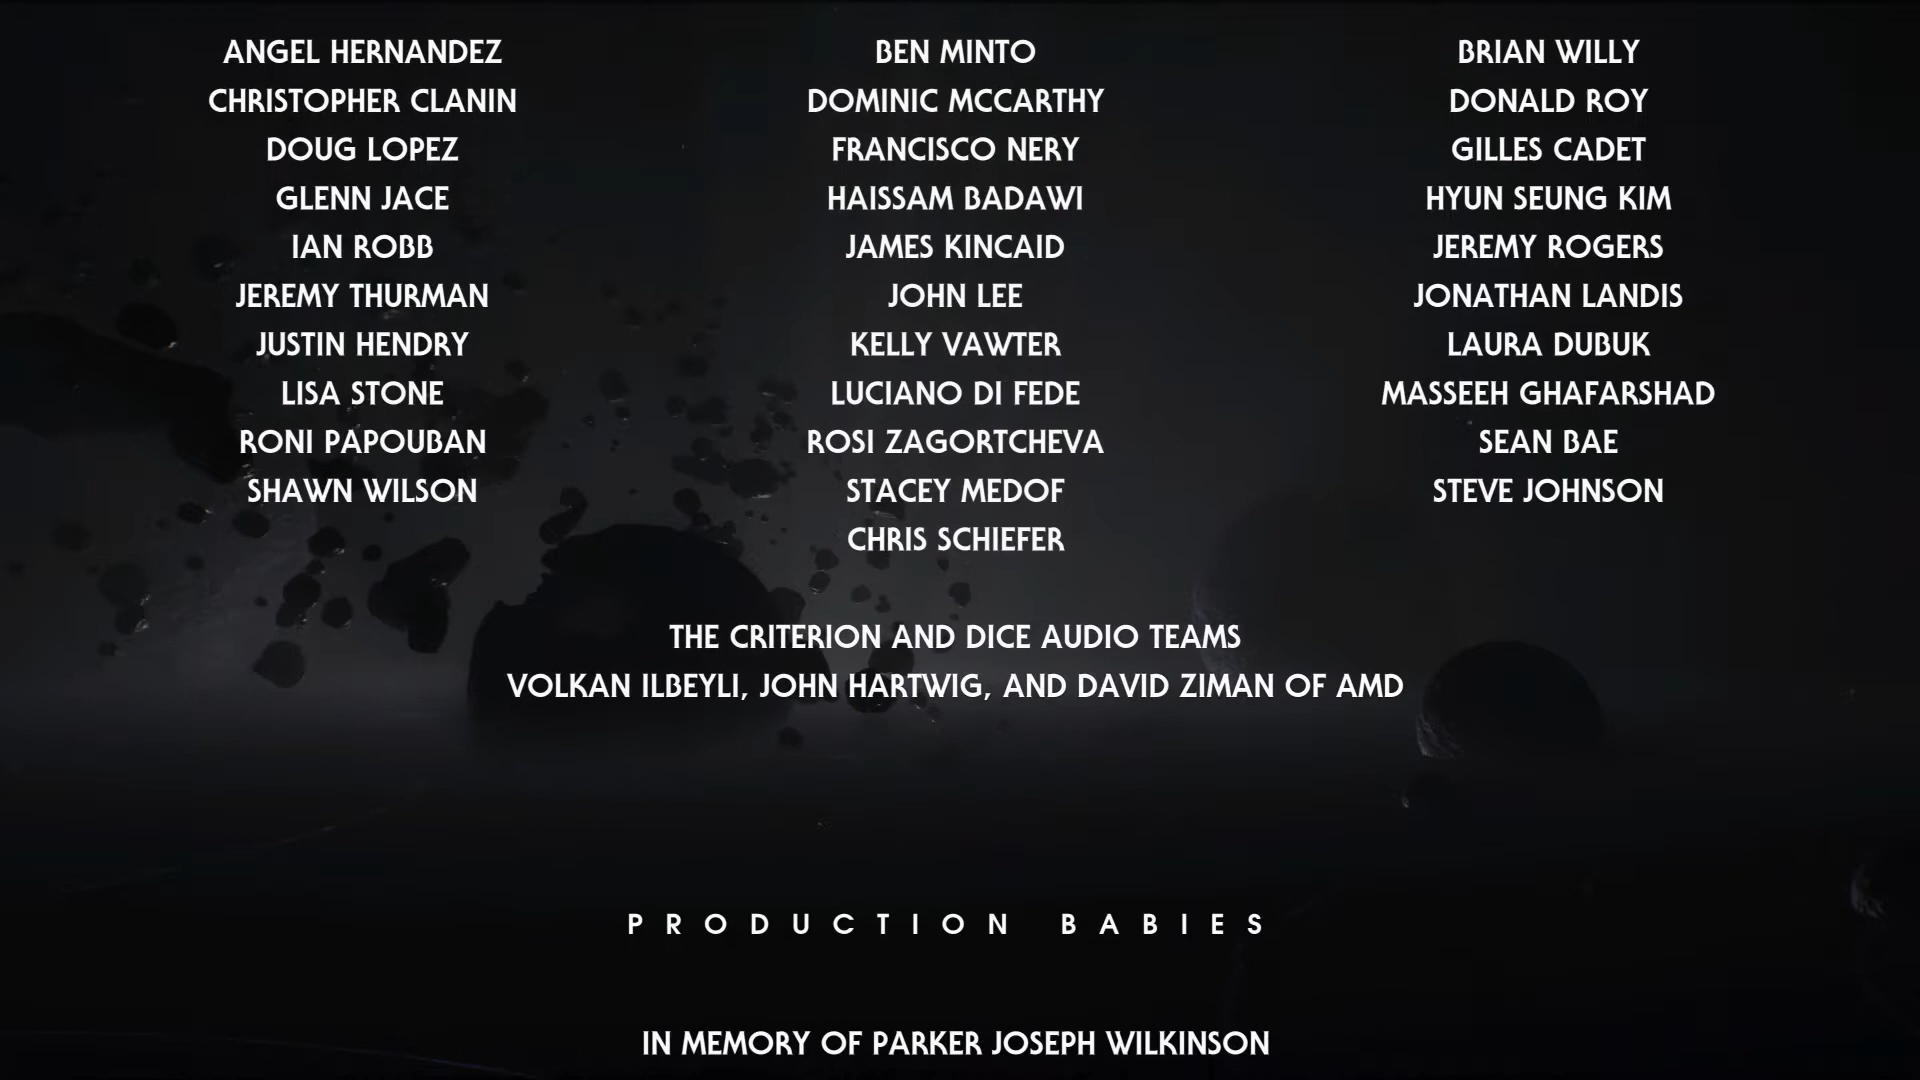 ANGEL HERNANDEZ BEN MINTO BRIAN WILLY
CHRISTOPHER CLANIN DOMINIC MCCARTHY DONALD ROY
DOUG LOPEZ FRANCISCO NERY GILLES CADET
GLENN JACE HAISSAM BADAWI HYUN SEUNG KIM
IAN ROBB JAMES KINCAID JEREMY ROGERS
JEREMY THURMAN JOHN LEE JONATHAN LANDIS
JUSTIN HENDRY KELLY VAWTER LAURA DUBUK
LISA STONE LUCIANO DI FEDE MASSEEH GHAFARSHAD
RONI PAPOUBAN ROSI ZAGORTCHEVA SEAN BAE
SHAWN WILSON STACEY MEDOF STEVE JOHNSON
CHRIS SCHIEFER
THE CRITERION AND DICE AUDIO TEAMS
VOLKAN ILBEYLI, JOHN HARTWIG, AND DAVID ZIMAN OF AMD
PRODUCTION BABIES
IN MEMORY OF PARKER JOSEPH WILKINSON